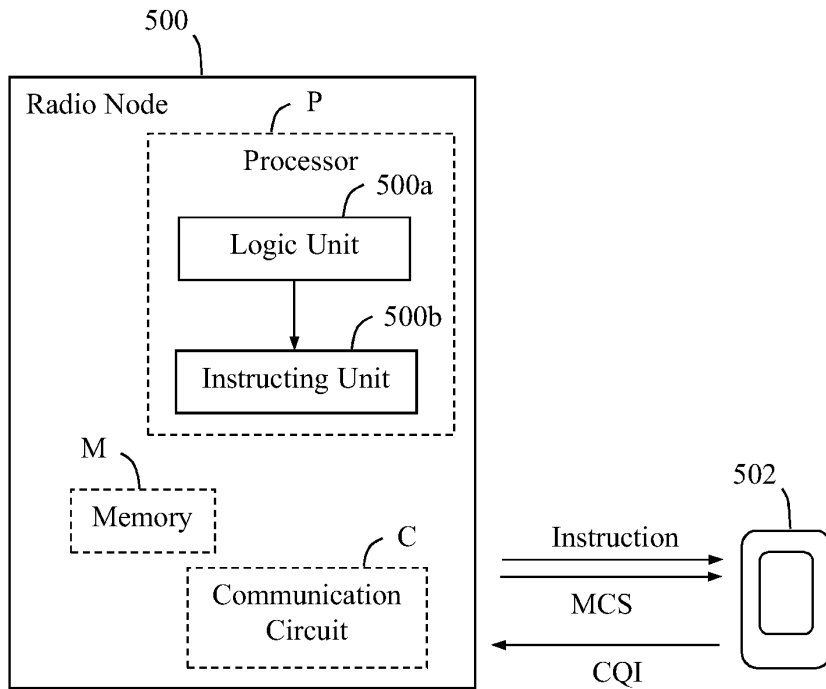 500
Radio Node
P
Processor
500a
Logic Unit
500b
Instructing Unit
M
Memory
C
Communication
Circuit
502
Instruction
MCS
CQI